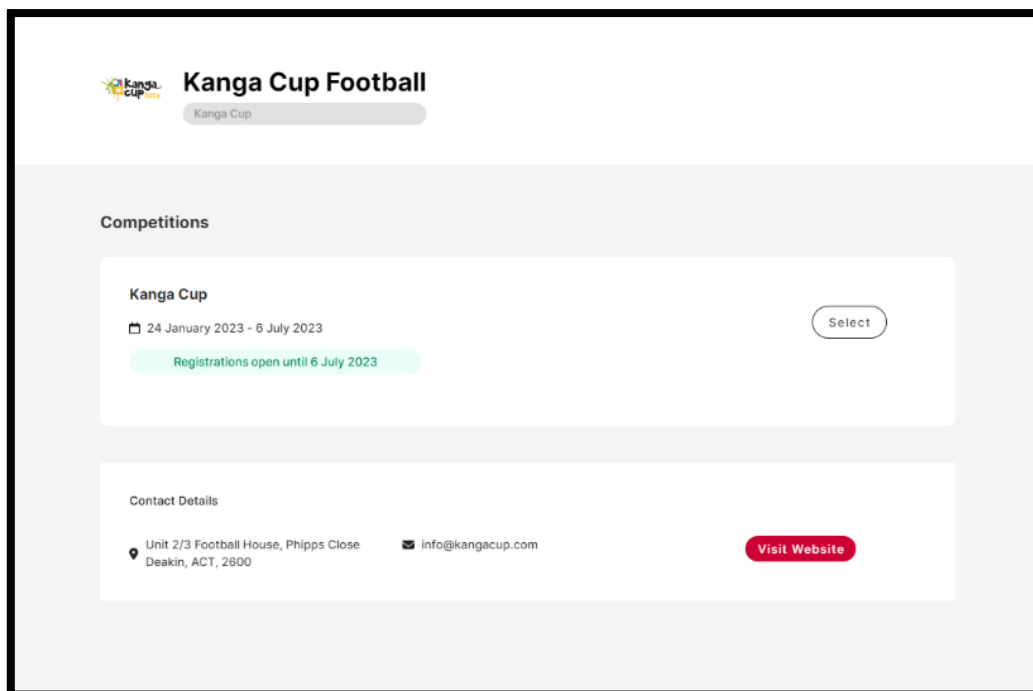 Kanga
cup
Kanga Cup Football
Kanga Cup
Competitions
Kanga Cup
24 January 2023 - 6 July 2023
Select
Registrations open until 6 July 2023
Contact Details
Unit 2/3 Football House, Phipps Close
Deakin, ACT, 2600
info@kangacup.com
Visit Website